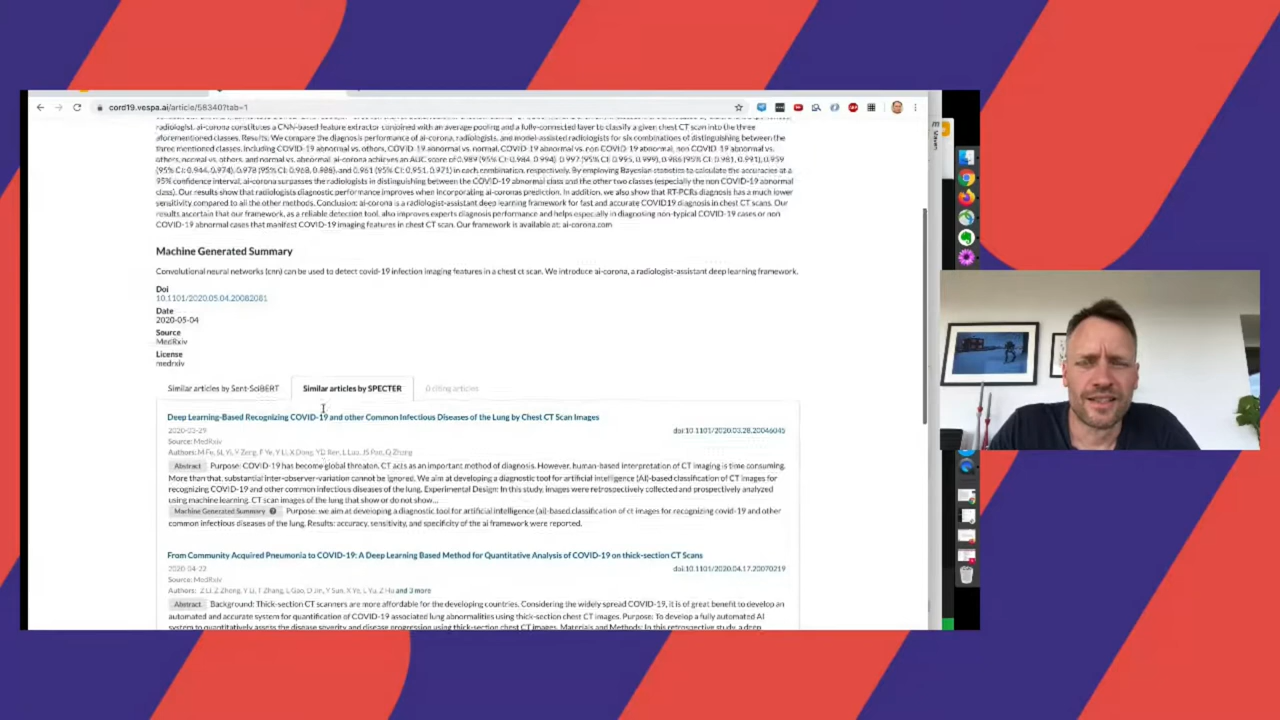 cord19.vespa.ai/article/58340?tab=1
radiologist. ai-corona constitutes a CNN-based feature extractor conjoined with an average pooling and a fully-connected layer to classify a given chest CT scan into the three
aforementioned classes. Results: We compare the diagnosis performance of ai-corona, radiologists, and model-assisted radiologists for six combinations of distinguishing between the
three mentioned classes, including COVID-19 abnormal vs. others, COVID-19 abnormal vs. normal, COVID-19 abnormal vs. non COVID-19 abnormal, non COVID-19 abnormal vs.
others, normal vs. others, and normal vs. abnormal. ai-corona achieves an AUC score of 0.989 (95% CI: 0.984, 0.994), 0.997 (95% CI: 0.995, 0.999), 0.986 (95% CI: 0.981, 0.991), 0.959
(95% CI: 0.944, 0.974), 0.978 (95% CI: 0.968, 0.988), and 0.961 (95% CI: 0.951, 0.971) in each combination, respectively. By employing Bayesian statistics to calculate the accuracies at a
95% confidence interval, ai-corona surpasses the radiologists in distinguishing between the COVID-19 abnormal class and the other two classes (especially the non COVID-19 abnormal
class). Our results show that radiologists diagnostic performance improves when incorporating ai-coronas prediction. In addition, we also show that RT-PCRs diagnosis has a much lower
sensitivity compared to all the other methods. Conclusion: ai-corona is a radiologist-assistant deep learning framework for fast and accurate COVID19 diagnosis in chest CT scans. Our
results ascertain that our framework, as a reliable detection tool, also improves experts diagnosis performance and helps especially in diagnosing non-typical COVID-19 cases or non
COVID-19 abnormal cases that manifest COVID-19 imaging features in chest CT scan. Our framework is available at: ai-corona.com
Machine Generated Summary
Convolutional neural networks (cnn) can be used to detect covid-19 infection imaging features in a chest ct scan. We introduce ai-corona, a radiologist-assistant deep learning framework.
Doi
10.1101/2020.05.04.20082081
Date
2020-05-04
Source
MedRxiv
License
medrxiv
Similar articles by Sent-SciBERT Similar articles by SPECTER 0 citing articles
Deep Learning-Based Recognizing COVID-19 and other Common Infectious Diseases of the Lung by Chest CT Scan Images
2020-03-29 doi:10.1101/2020.03.28.20046045
Source: MedRxiv
Authors: M Fu, SL Yi, Y Zeng, F Ye, Y Li, X Dong, YD Ren, L Luo, JS Pan, Q Zhang
Abstract Purpose: COVID-19 has become global threaten. CT acts as an important method of diagnosis. However, human-based interpretation of CT imaging is time consuming.
More than that, substantial inter-observer-variation cannot be ignored. We aim at developing a diagnostic tool for artificial intelligence (AI)-based classification of CT images for
recognizing COVID-19 and other common infectious diseases of the lung. Experimental Design: In this study, images were retrospectively collected and prospectively analyzed
using machine learning. CT scan images of the lung that show or do not show...
Machine Generated Summary ? Purpose: we aim at developing a diagnostic tool for artificial intelligence (ai)-based classification of ct images for recognizing covid-19 and other
common infectious diseases of the lung. Results: accuracy, sensitivity, and specificity of the ai framework were reported.
From Community Acquired Pneumonia to COVID-19: A Deep Learning Based Method for Quantitative Analysis of COVID-19 on thick-section CT Scans
2020-04-22 doi:10.1101/2020.04.17.20070219
Source: MedRxiv
Authors: Z Li, Z Zhong, Y Li, T Zhang, L Gao, D Jin, Y Sun, X Ye, L Yu, Z Hu and 3 more
Abstract Background: Thick-section CT scanners are more affordable for the developing countries. Considering the widely spread COVID-19, it is of great benefit to develop an
automated and accurate system for quantification of COVID-19 associated lung abnormalities using thick-section chest CT images. Purpose: To develop a fully automated AI
system to quantitatively assess the disease severity and disease progression using thick-section chest CT images. Materials and Methods: In this retrospective study, a deep